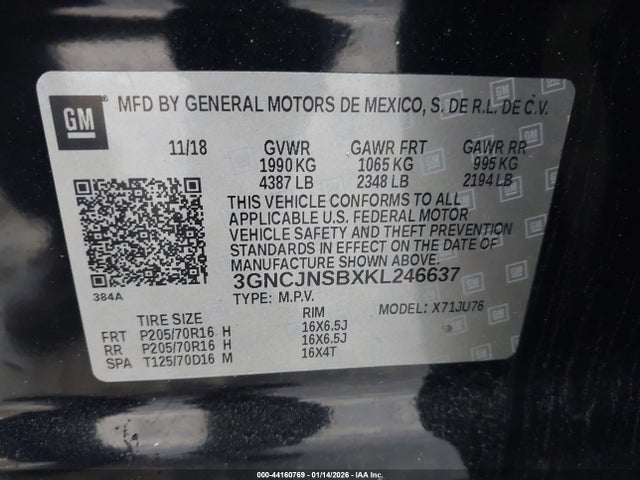 GM
MFD BY GENERAL MOTORS DE MEXICO, S. DE R.L. DE C.V.
11/18 GVWR GAWR FRT GAWR RR
1990 KG 1065 KG 995 KG
4387 LB 2348 LB 2194 LB
THIS VEHICLE CONFORMS TO ALL
APPLICABLE U.S. FEDERAL MOTOR
VEHICLE SAFETY AND THEFT PREVENTION
STANDARDS IN EFFECT ON THE DATE OF
MANUFACTURE SHOWN ABOVE.
384A
3GNCJNSBXKL246637
TYPE: M.P.V. MODEL: X71JU76
TIRE SIZE RIM
FRT P205/70R16 H 16X6.5J
RR P205/70R16 H 16X6.5J
SPA T125/70D16 M 16X4T
000-44160769 - 01/14/2026 - IAA Inc.